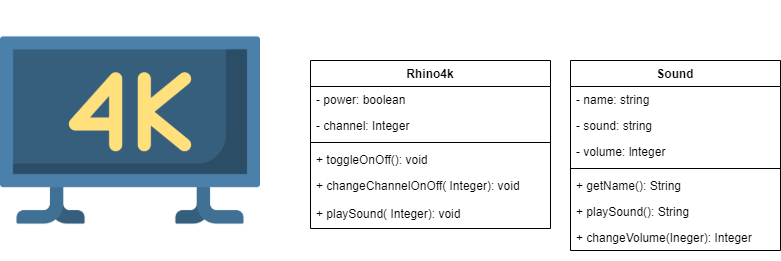 4K
Rhino4k
- power: boolean
- channel: Integer
+ toggleOnOff(): void
+ changeChannelOnOff( Integer): void
+ playSound( Integer): void
Sound
- name: string
- sound: string
- volume: Integer
+ getName(): String
+ playSound(): String
+ changeVolume(Ineger): Integer